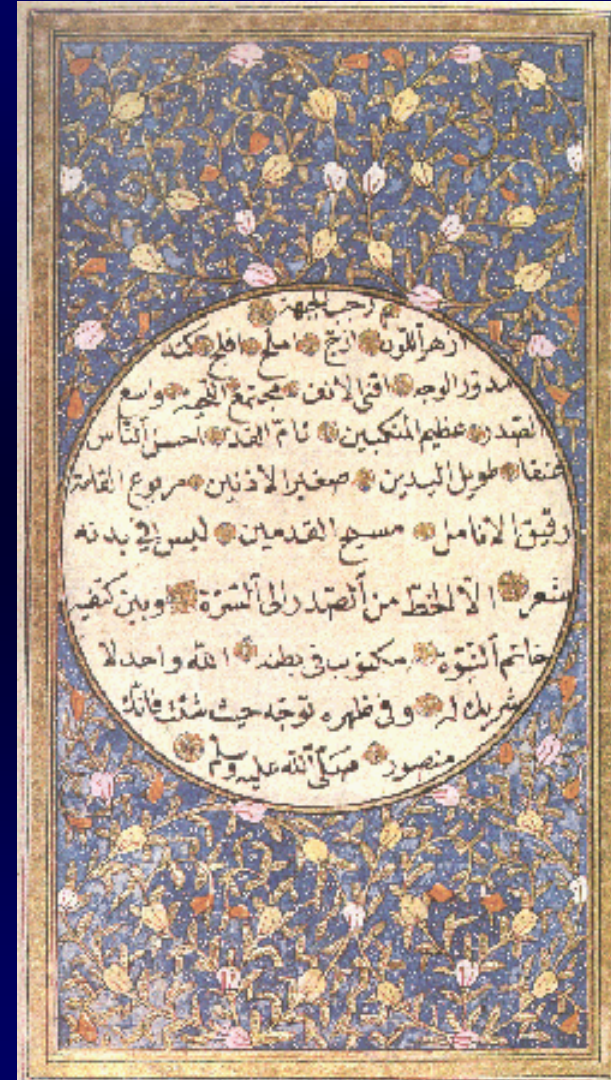 رحب الجبهة
ازهر اللون ازج املح افلج كثه
مدور الوجه اقنى الانف مجتمع اللحية واسع
الصدر عظيم المنكبين تام القد احسن الناس
عنقا طويل اليدين صغير الاذنين مربوع القامة
رقيق الانامل مسيح القدمين ليس في بدنه
شعر الا الخط من الصدر الى السرة وبين كتفيه
خاتم النبوة مكتوب في بطنه الله واحد لا
شريك له وفي ظهره توجه حيث شئت فانك
منصور صلى الله عليه وسلم